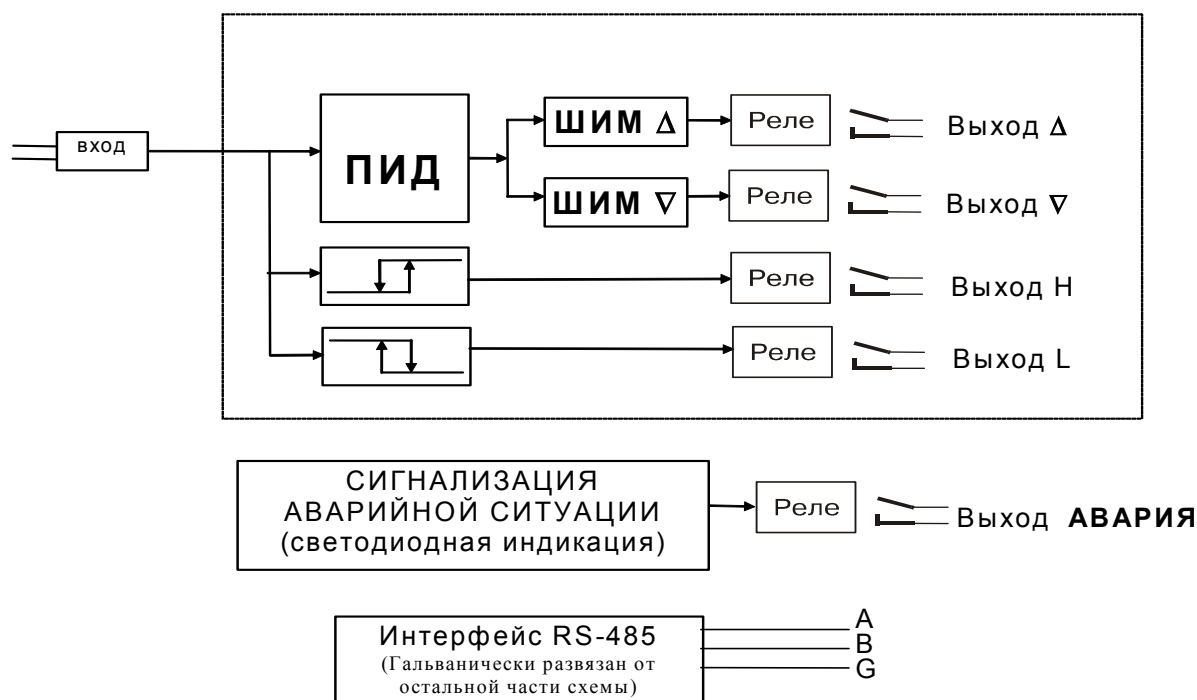 вход
ПИД
ШИМ Δ
Реле
Выход Δ
ШИМ ∇
Реле
Выход ∇
Реле
Выход H
Реле
Выход L
СИГНАЛИЗАЦИЯ
АВАРИЙНОЙ СИТУАЦИИ
(светодиодная индикация)
Реле
Выход АВАРИЯ
Интерфейс RS-485
(Гальванически развязан от
остальной части схемы)
A
B
G